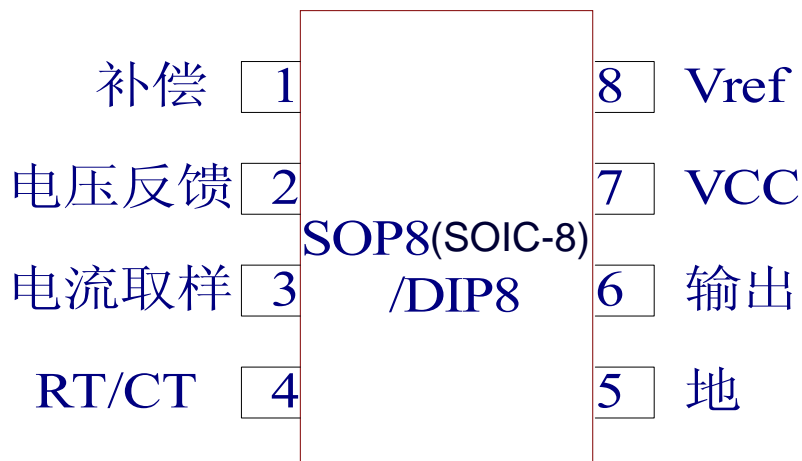 补偿 1 8 Vref
电压反馈 2 7 VCC
SOP8(SOIC-8)
电流取样 3 /DIP8 6 输出
RT/CT 4 5 地